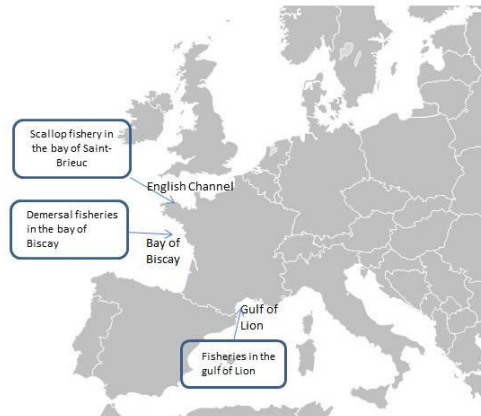 Scallop fishery in
the bay of Saint-
Brieuc
English Channel
Demersal fisheries
in the bay of
Biscay
Bay of
Biscay
Gulf of
Lion
Fisheries in the
gulf of Lion